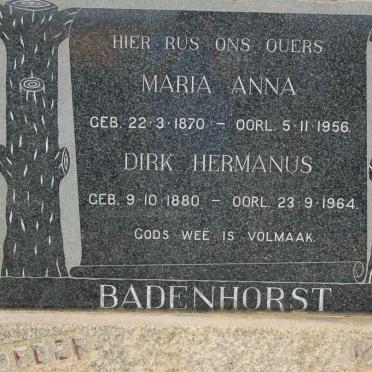 HIER RUS ONS OUERS
MARIA ANNA
GEB. 22·3·1870 – OORL. 5·11·1956.
DIRK HERMANUS
GEB. 9·10·1880 – OORL. 23·9·1964.
GODS WEË IS VOLMAAK.
BADENHORST